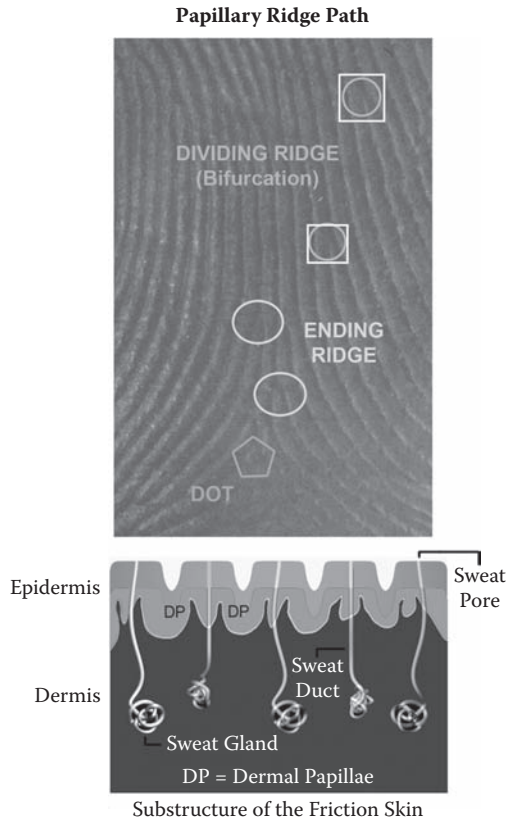 Papillary Ridge Path
DIVIDING RIDGE
(Bifurcation)
ENDING
RIDGE
DOT
Epidermis
Sweat
Pore
DP
DP
Sweat
Duct
Dermis
Sweat Gland
DP = Dermal Papillae
Substructure of the Friction Skin